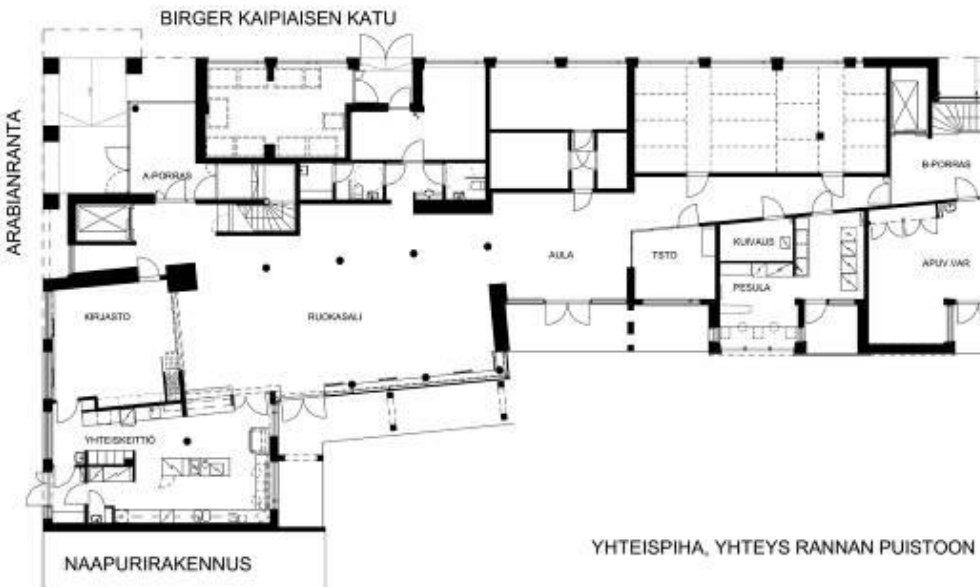 BIRGER KAIPIAISEN KATU
ARABIANRANTA
A-PORRAS
B-PORRAS
KUIVAUS
AULA
TSTO
APUV.VAR
PESULA
KIRJASTO
RUOKASALI
YHTEISKEITTIÖ
YHTEISPIHA, YHTEYS RANNAN PUISTOON
NAAPURIRAKENNUS